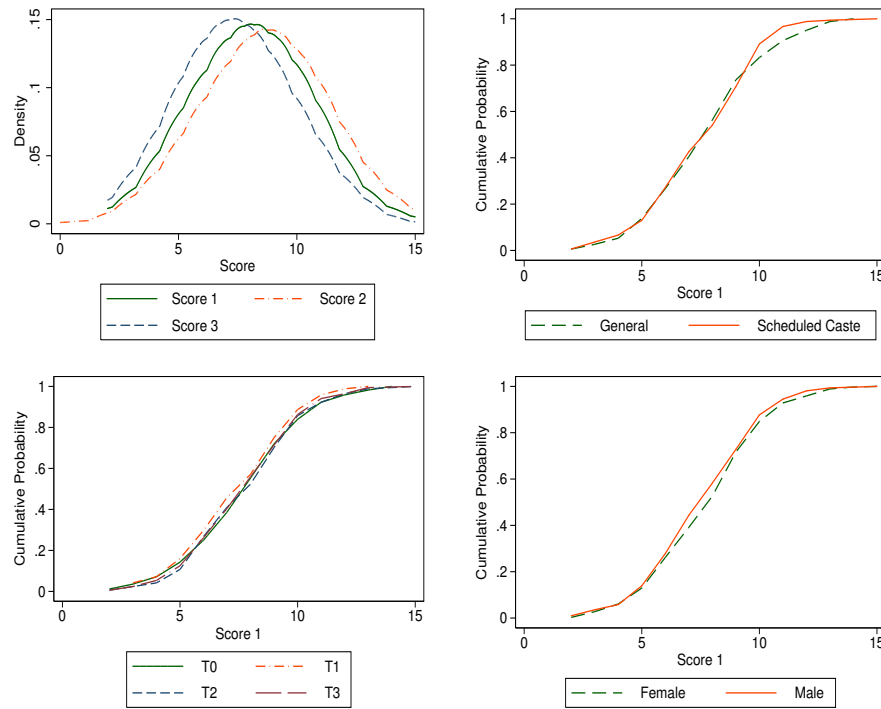 Density
0 .05 .1 .15
0 5 10 15
Score
Score 1 Score 2
Score 3
Cumulative Probability
0 .2 .4 .6 .8 1
0 5 10 15
Score 1
General Scheduled Caste
Cumulative Probability
0 .2 .4 .6 .8 1
0 5 10 15
Score 1
T0 T1
T2 T3
Cumulative Probability
0 .2 .4 .6 .8 1
0 5 10 15
Score 1
Female Male